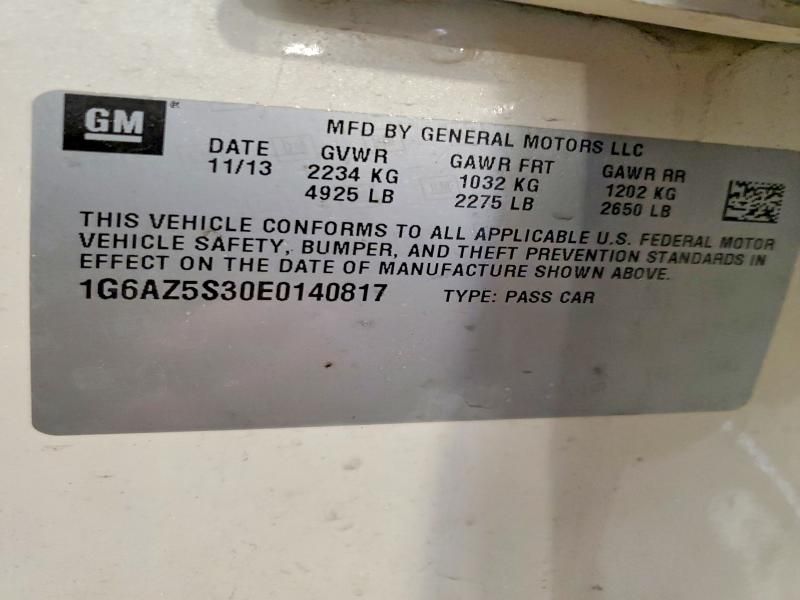 GM®
MFD BY GENERAL MOTORS LLC
DATE GVWR GAWR FRT GAWR RR
11/13 2234 KG 1032 KG 1202 KG
4925 LB 2275 LB 2650 LB
THIS VEHICLE CONFORMS TO ALL APPLICABLE U.S. FEDERAL MOTOR
VEHICLE SAFETY, BUMPER, AND THEFT PREVENTION STANDARDS IN
EFFECT ON THE DATE OF MANUFACTURE SHOWN ABOVE.
1G6AZ5S30E0140817 TYPE: PASS CAR